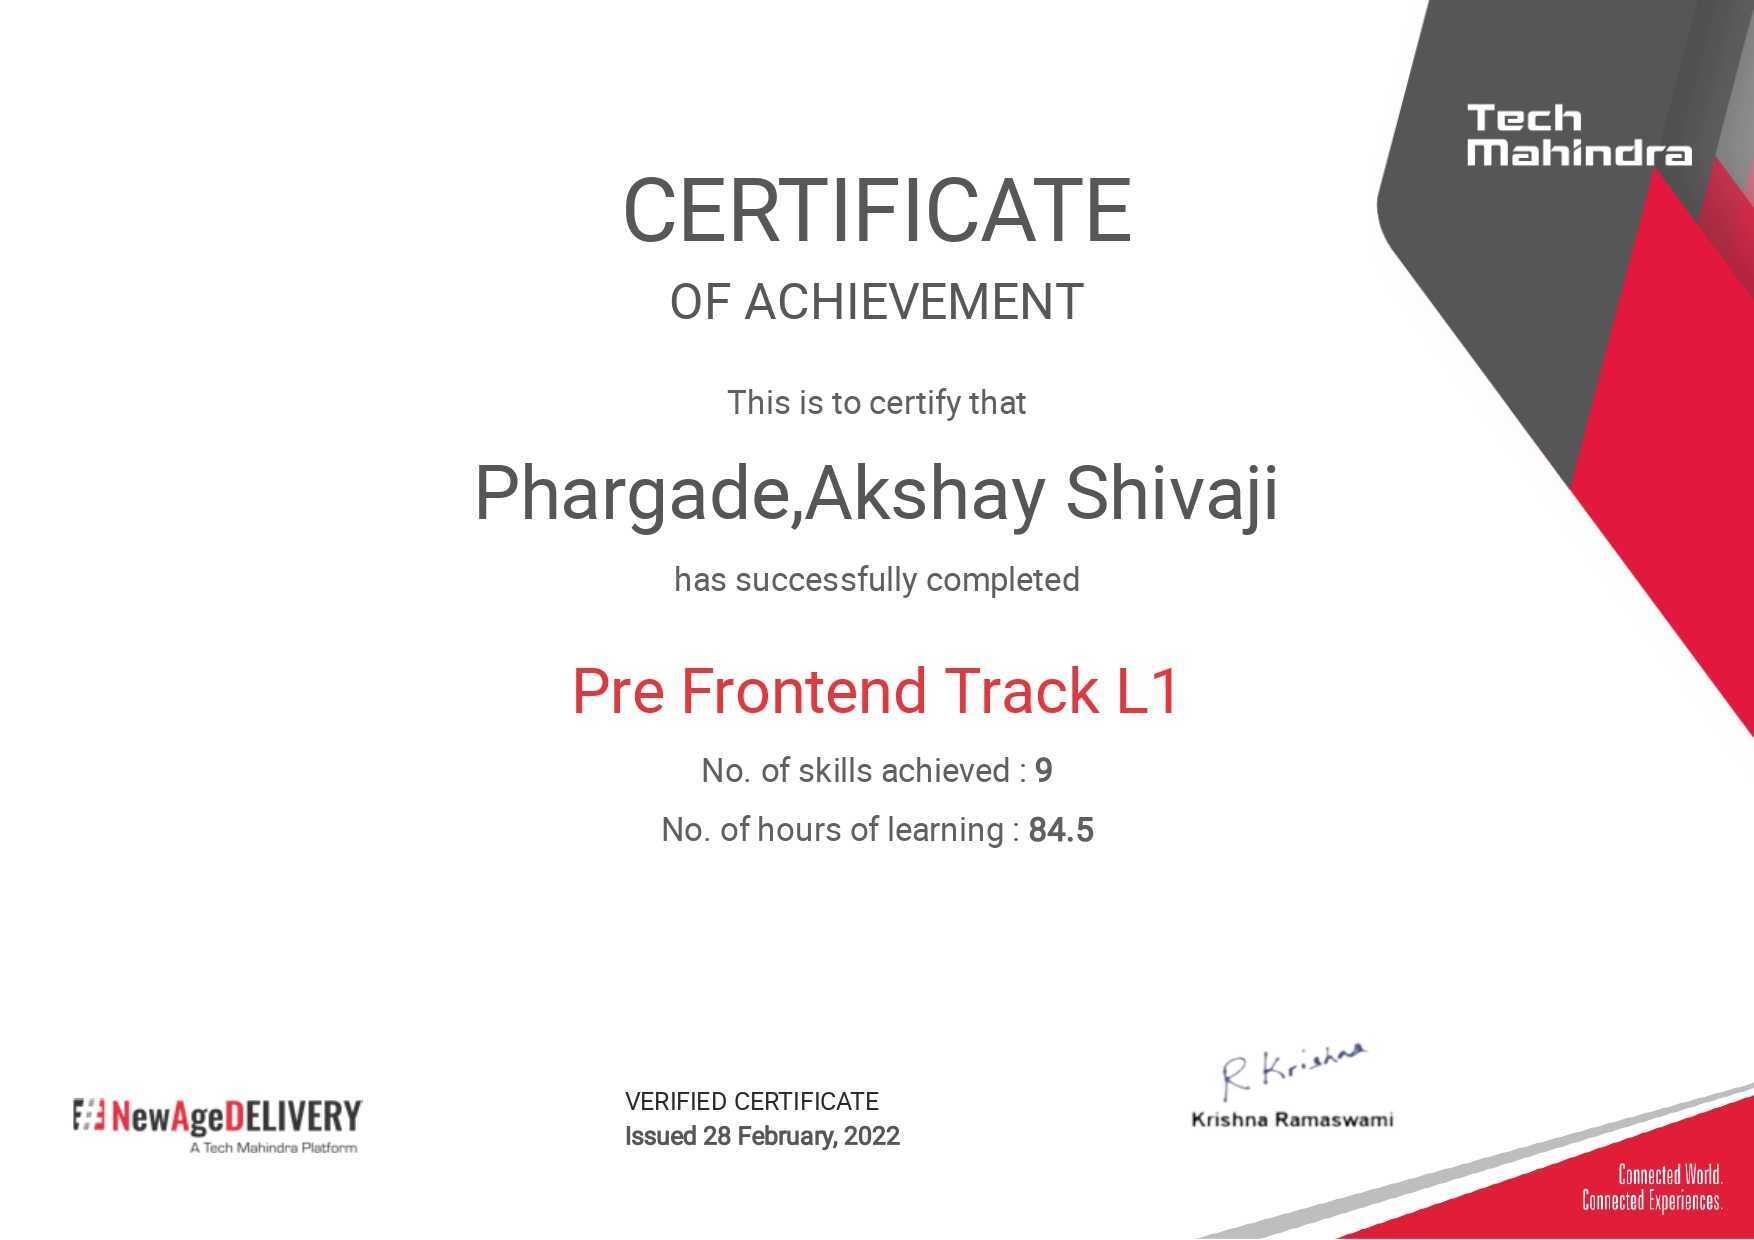 Tech
Mahindra
CERTIFICATE
OF ACHIEVEMENT
This is to certify that
Phargade,Akshay Shivaji
has successfully completed
Pre Frontend Track L1
No. of skills achieved : 9
No. of hours of learning : 84.5
NewAgeDELIVERY
A Tech Mahindra Platform
VERIFIED CERTIFICATE
Issued 28 February, 2022
R Krishna
Krishna Ramaswami
Connected World.
Connected Experiences.